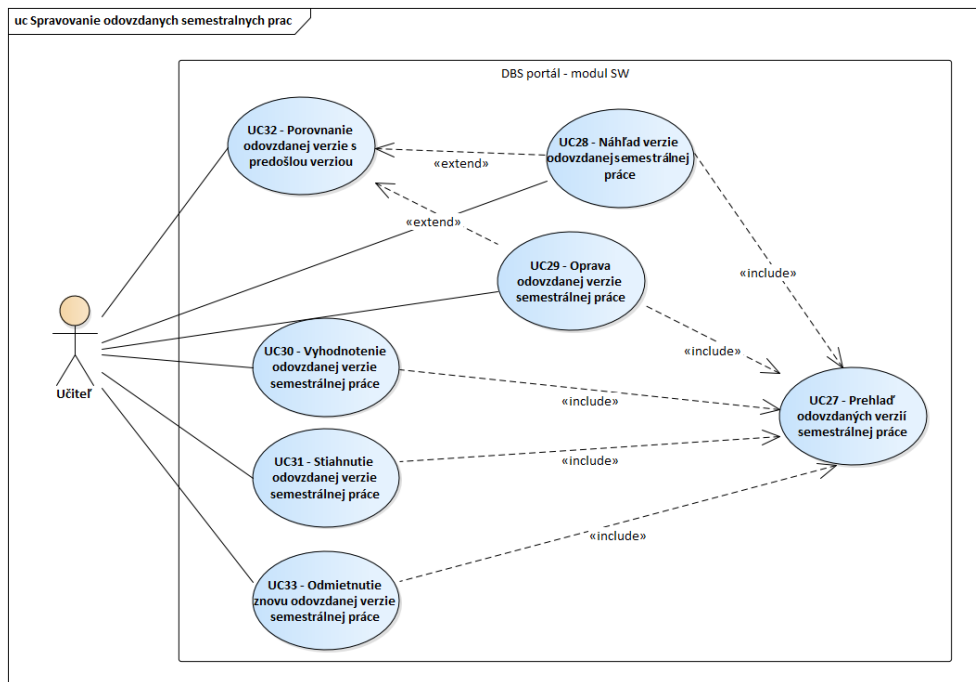 uc Spravovanie odovzdanych semestralnych prac
DBS portál - modul SW
UC32 - Porovnanie
odovzdanej verzie s
predošlou verziou
UC28 - Náhľad verzie
odovzdanej semestrálnej
práce
«extend»
«extend»
UC29 - Oprava
odovzdanej verzie
semestrálnej práce
«include»
Učiteľ
UC30 - Vyhodnotenie
odovzdanej verzie
semestrálnej práce
«include»
«include»
UC27 - Prehlaď
odovzdaných verzií
semestrálnej práce
UC31 - Stiahnutie
odovzdanej verzie
semestrálnej práce
«include»
«include»
UC33 - Odmietnutie
znovu odovzdanej verzie
semestrálnej práce